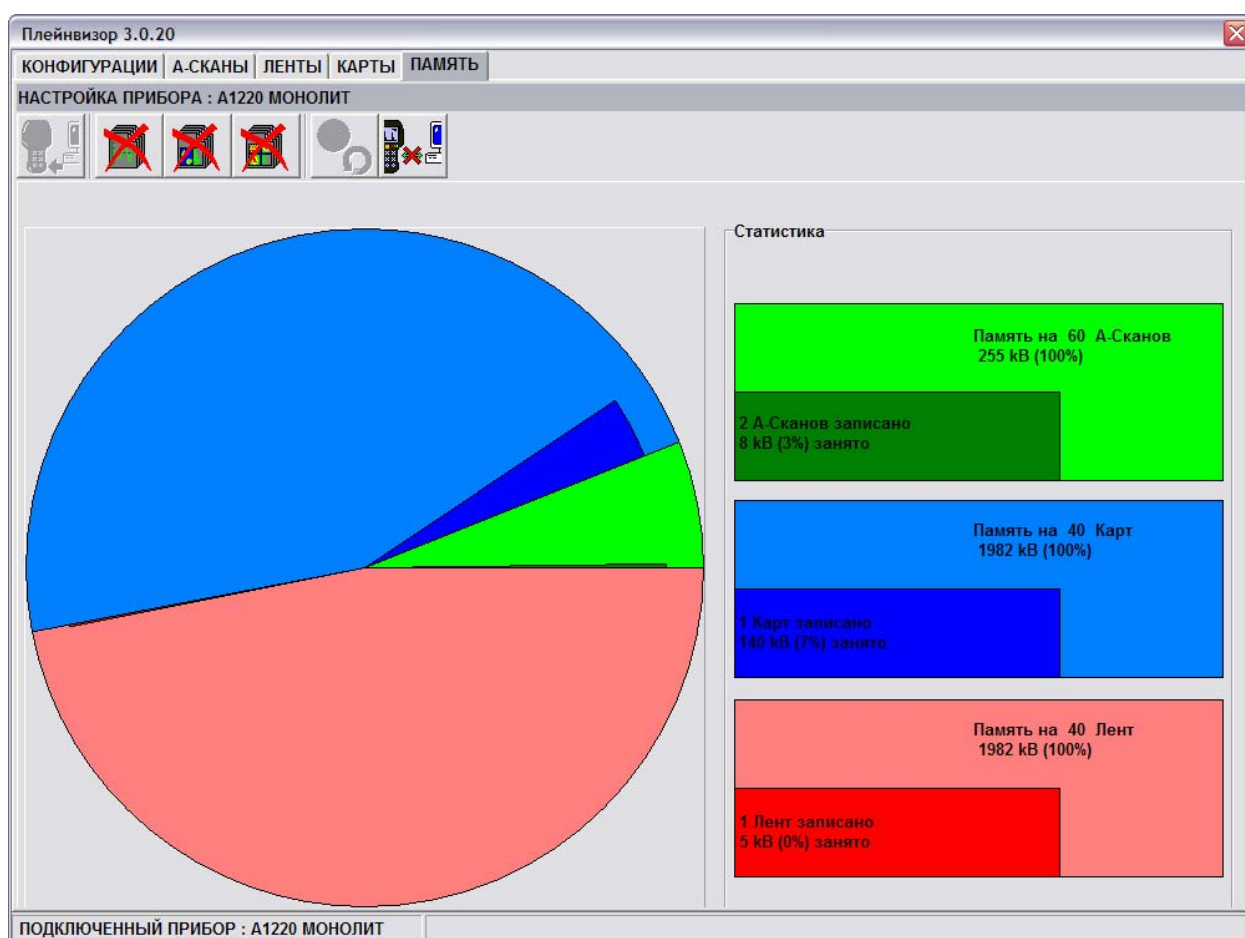 Плейнвизор 3.0.20
КОНФИГУРАЦИИ А-СКАНЫ ЛЕНТЫ КАРТЫ ПАМЯТЬ
НАСТРОЙКА ПРИБОРА : А1220 МОНОЛИТ
Статистика
Память на 60 А-Сканов
255 kB (100%)
2 А-Сканов записано
8 kB (3%) занято
Память на 40 Карт
1982 kB (100%)
1 Карт записано
140 kB (7%) занято
Память на 40 Лент
1982 kB (100%)
1 Лент записано
5 kB (0%) занято
ПОДКЛЮЧЕННЫЙ ПРИБОР : А1220 МОНОЛИТ